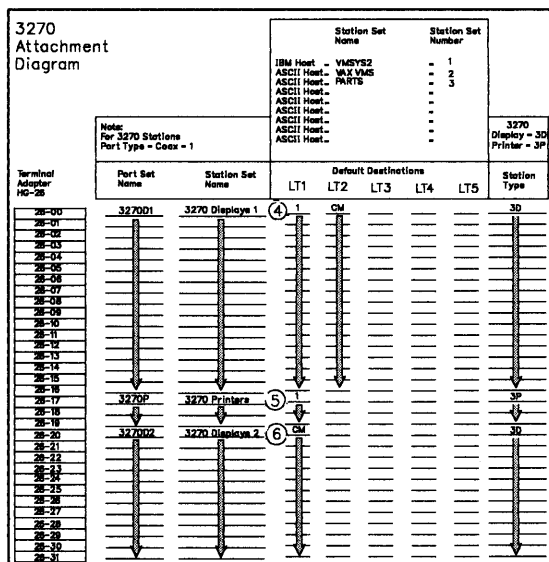 3270
Attachment
Diagram
Station Set Name
Station Set Number
IBM Host - VMSYS2 - 1
ASCII Host - VAX VMS - 2
ASCII Host - PARTS - 3
ASCII Host - -
ASCII Host - -
ASCII Host - -
ASCII Host - -
ASCII Host - -
ASCII Host - -
Note:
For 3270 Stations
Port Type - Coax - 1
3270
Display - 3D
Printer - 3P
Terminal Adapter HG-26
Port Set Name
Station Set Name
Default Destinations
LT1 LT2 LT3 LT4 LT5
Station Type
26-00 3270D1 3270 Displays 1 4 1 CM 3D
26-01
26-02
26-03
26-04
26-05
26-06
26-07
26-08
26-09
26-10
26-11
26-12
26-13
26-14
26-15
26-16
26-17 3270P 3270 Printers 5 1 3P
26-18
26-19
26-20 3270D2 3270 Displays 2 6 CM 3D
26-21
26-22
26-23
26-24
26-25
26-26
26-27
26-28
26-29
26-30
26-31